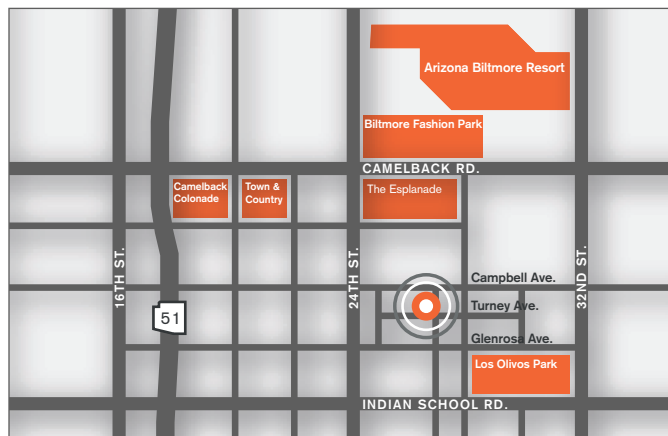 Arizona Biltmore Resort
Biltmore Fashion Park
CAMELBACK RD.
Camelback
Colonade
Town &
Country
The Esplanade
16TH ST.
24TH ST.
32ND ST.
Campbell Ave.
51
Turney Ave.
Glenrosa Ave.
Los Olivos Park
INDIAN SCHOOL RD.